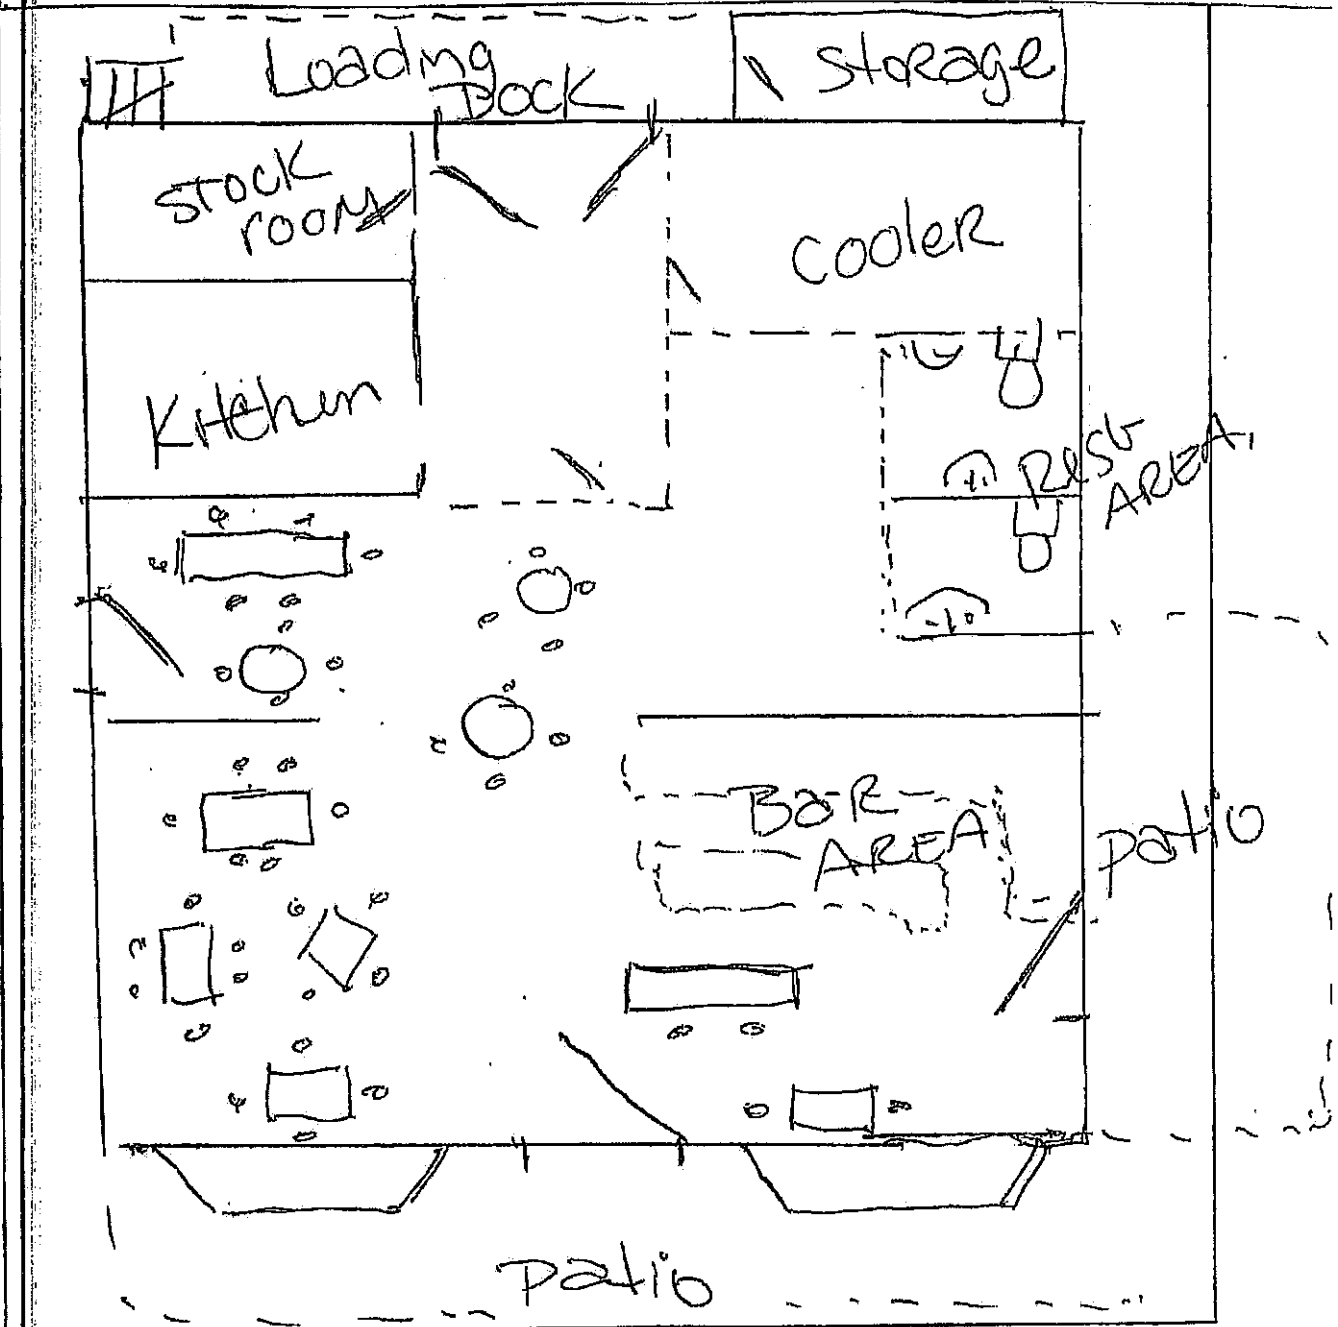 Loading
Dock
Storage
Stock
room
Cooler
Kitchen
Rest
AREA
BaR
AREA
patio
patio